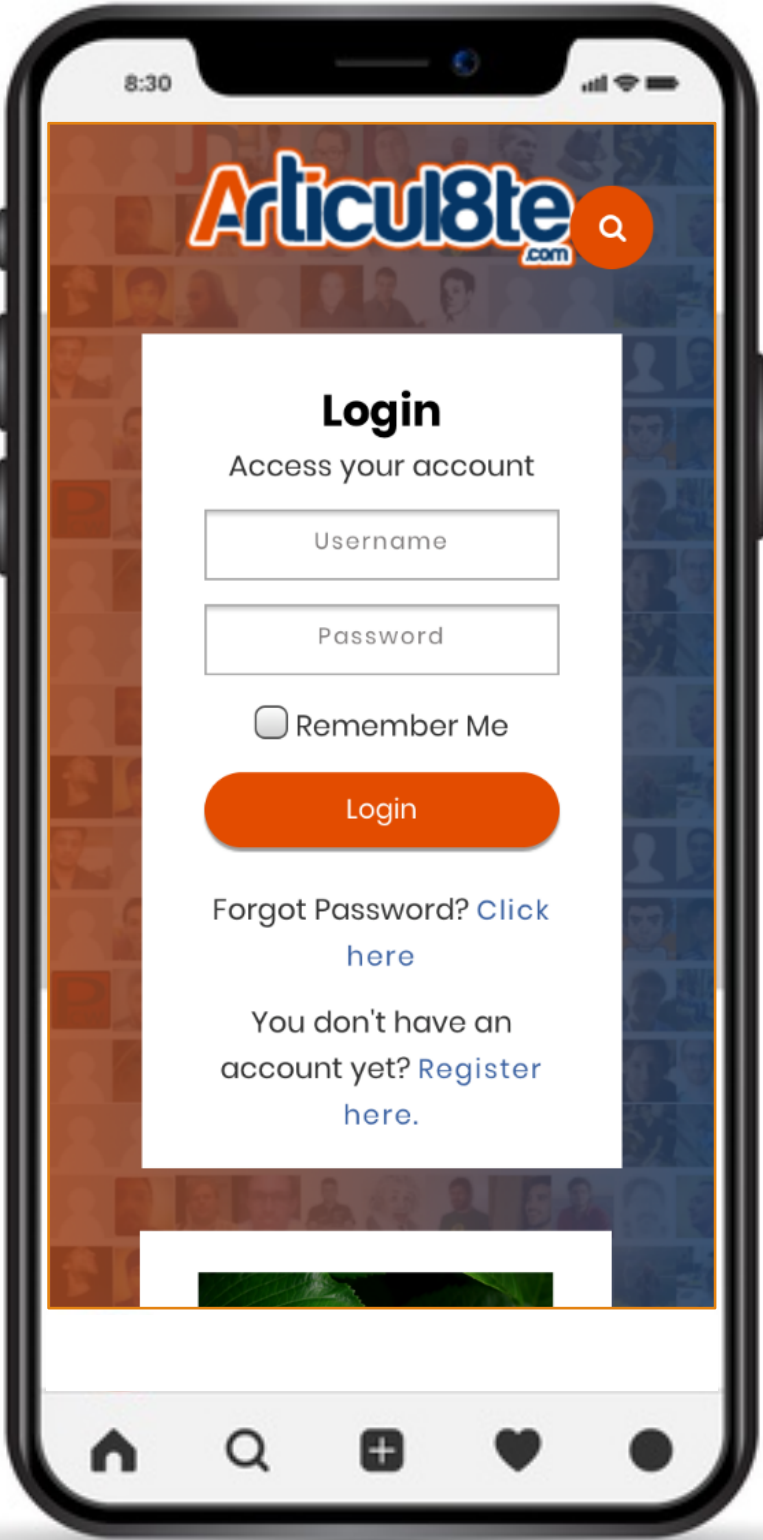 8:30
Articul8te
.com
Login
Access your account
Username
Password
Remember Me
Login
Forgot Password? Click
here
You don't have an
account yet? Register
here.